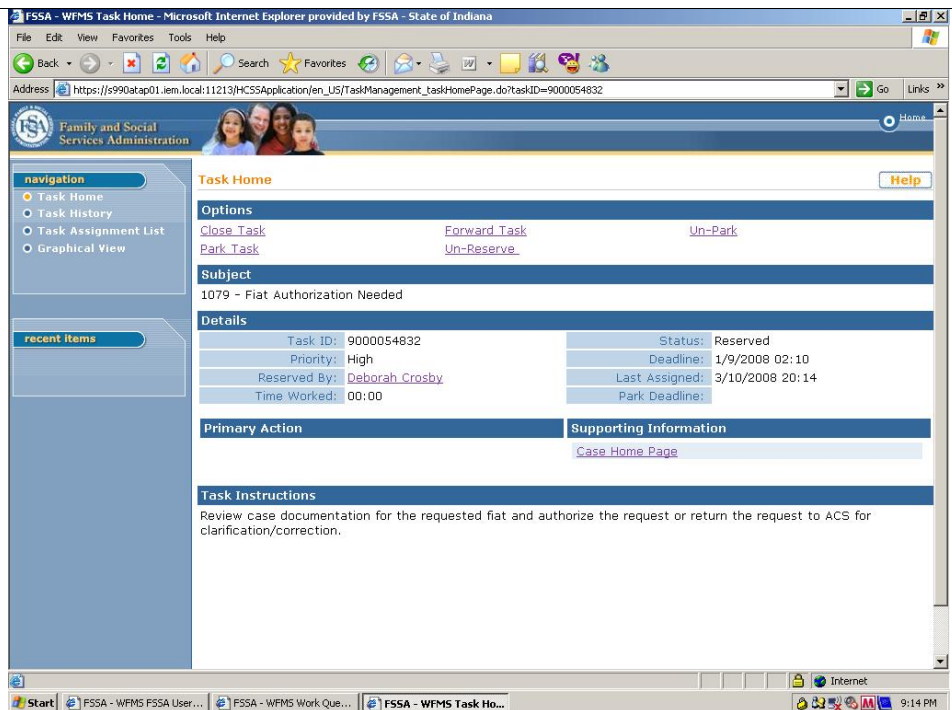 FSSA - WFMS Task Home - Microsoft Internet Explorer provided by FSSA - State of Indiana
File Edit View Favorites Tools Help
Back Search Favorites
Address https://s990atap01.iem.local:11213/HCSSApplication/en_US/TaskManagement_taskHomePage.do?taskID=9000054832 Go Links »
FSSA Family and Social
Services Administration
Home
navigation
Task Home
Task History
Task Assignment List
Graphical View
recent items
Task Home Help
Options
Close Task Forward Task Un-Park
Park Task Un-Reserve
Subject
1079 - Fiat Authorization Needed
Details
Task ID: 9000054832 Status: Reserved
Priority: High Deadline: 1/9/2008 02:10
Reserved By: Deborah Crosby Last Assigned: 3/10/2008 20:14
Time Worked: 00:00 Park Deadline:
Primary Action Supporting Information
Case Home Page
Task Instructions
Review case documentation for the requested fiat and authorize the request or return the request to ACS for
clarification/correction.
Internet
Start FSSA - WFMS FSSA User... FSSA - WFMS Work Que... FSSA - WFMS Task Ho... 9:14 PM